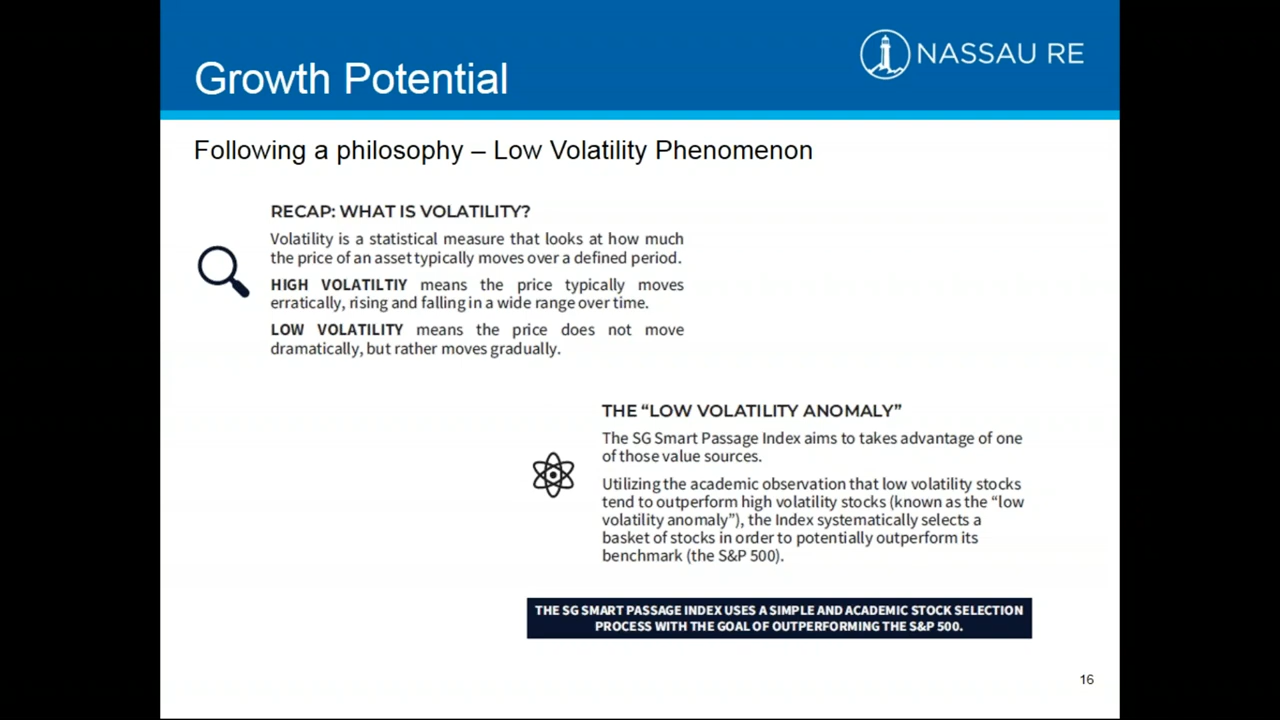 Growth Potential
NASSAU RE
Following a philosophy – Low Volatility Phenomenon
RECAP: WHAT IS VOLATILITY?
Volatility is a statistical measure that looks at how much
the price of an asset typically moves over a defined period.
HIGH VOLATILTIY means the price typically moves
erratically, rising and falling in a wide range over time.
LOW VOLATILITY means the price does not move
dramatically, but rather moves gradually.
THE “LOW VOLATILITY ANOMALY”
The SG Smart Passage Index aims to takes advantage of one
of those value sources.
Utilizing the academic observation that low volatility stocks
tend to outperform high volatility stocks (known as the “low
volatility anomaly”), the Index systematically selects a
basket of stocks in order to potentially outperform its
benchmark (the S&P 500).
THE SG SMART PASSAGE INDEX USES A SIMPLE AND ACADEMIC STOCK SELECTION
PROCESS WITH THE GOAL OF OUTPERFORMING THE S&P 500.
16